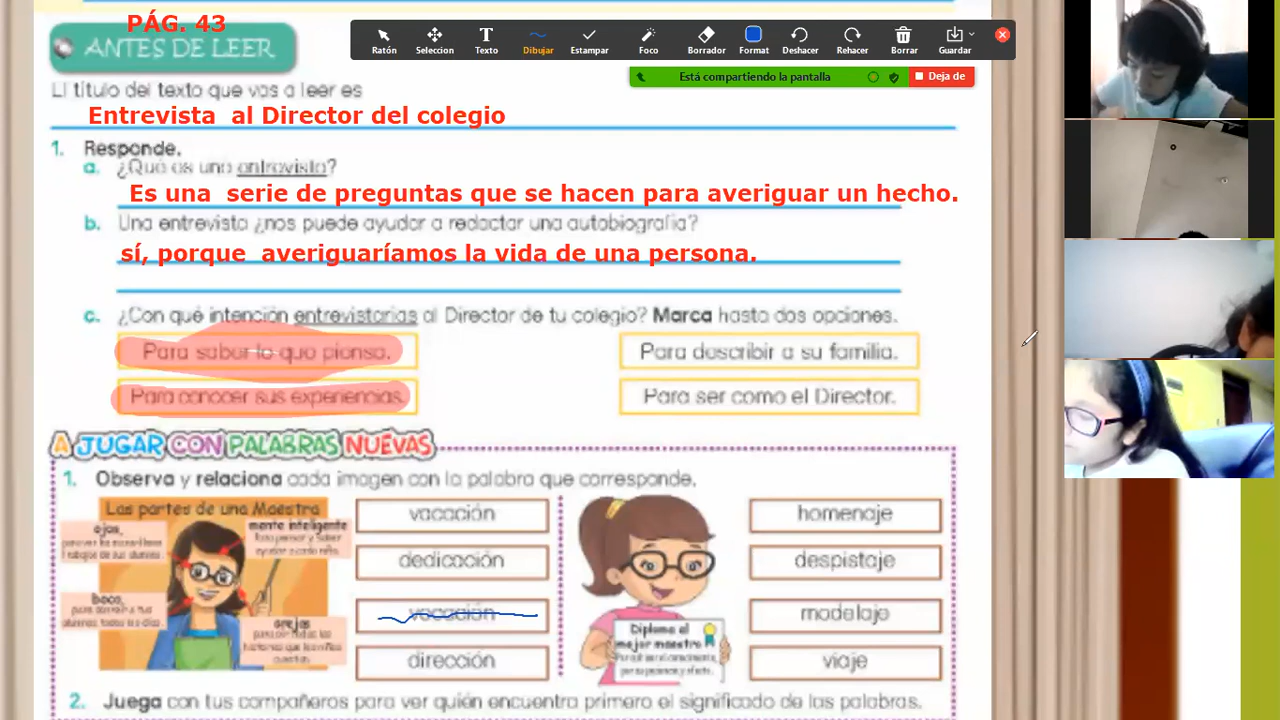 PÁG. 43
ANTES DE LEER
Ratón Seleccion Texto Dibujar Estampar Foco Borrador Format Deshacer Rehacer Borrar Guardar
Está compartiendo la pantalla Deja de
El título del texto que vas a leer es
Entrevista al Director del colegio
1. Responde.
a. ¿Qué es una entrevista?
Es una serie de preguntas que se hacen para averiguar un hecho.
b. Una entrevista ¿nos puede ayudar a redactar una autobiografía?
sí, porque averiguaríamos la vida de una persona.
c. ¿Con qué intención entrevistarías al Director de tu colegio? Marca hasta dos opciones.
Para saber lo que piensa. Para describir a su familia.
Para conocer sus experiencias. Para ser como el Director.
A JUGAR CON PALABRAS NUEVAS
1. Observa y relaciona cada imagen con la palabra que corresponde.
Las partes de una Maestra
ojos,
mente inteligente
boca,
orejas
vacación
dedicación
vocación
dirección
Diploma al
mejor maestro
homenaje
despistaje
modelaje
viaje
2. Juega con tus compañeros para ver quién encuentra primero el significado de las palabras.